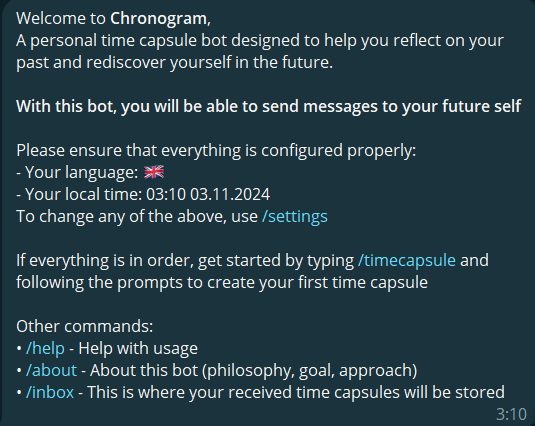 Welcome to Chronogram,
A personal time capsule bot designed to help you reflect on your
past and rediscover yourself in the future.
With this bot, you will be able to send messages to your future self
Please ensure that everything is configured properly:
- Your language: 🇬🇧
- Your local time: 03:10 03.11.2024
To change any of the above, use /settings
If everything is in order, get started by typing /timecapsule and
following the prompts to create your first time capsule
Other commands:
• /help - Help with usage
• /about - About this bot (philosophy, goal, approach)
• /inbox - This is where your received time capsules will be stored
3:10